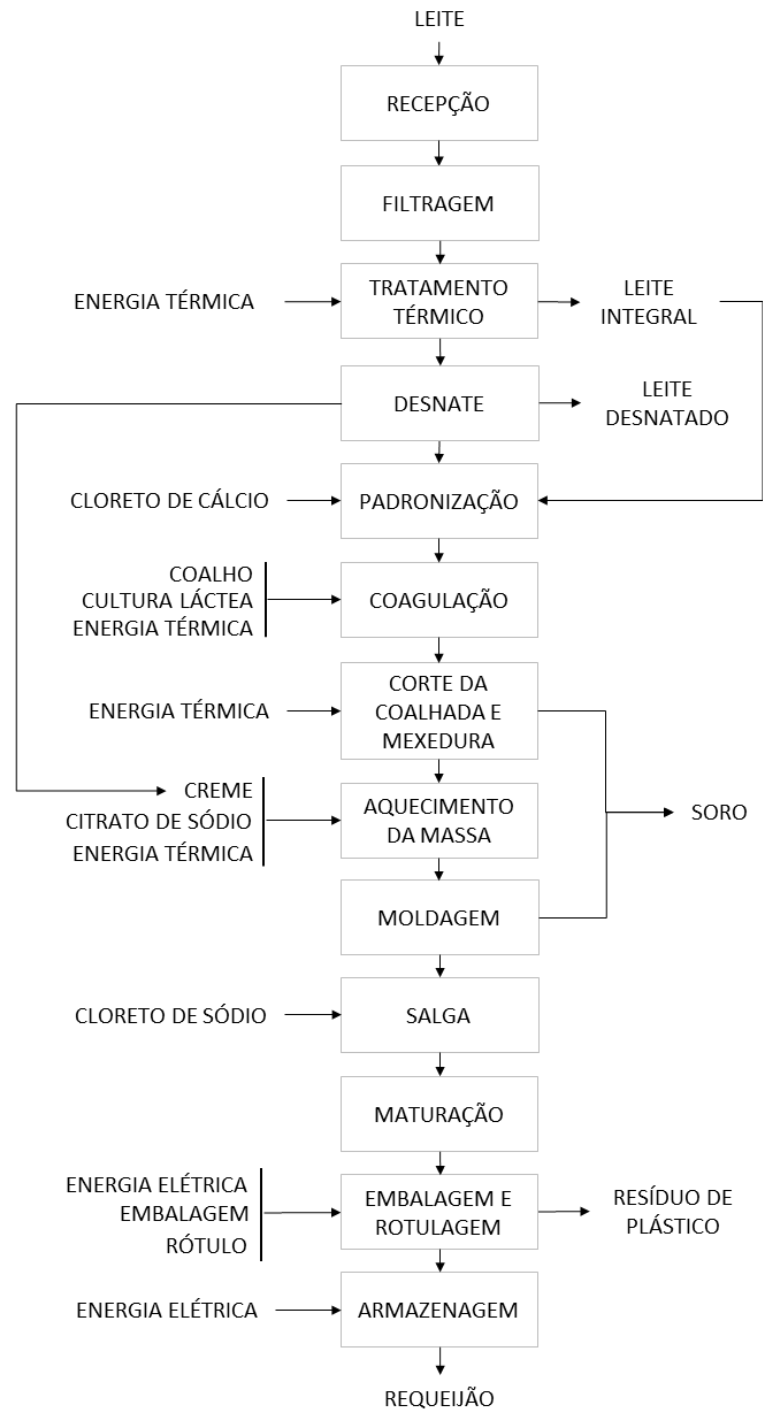 LEITE
RECEPÇÃO
FILTRAGEM
ENERGIA TÉRMICA
TRATAMENTO
TÉRMICO
LEITE
INTEGRAL
DESNATE
LEITE
DESNATADO
CLORETO DE CÁLCIO
PADRONIZAÇÃO
COALHO
CULTURA LÁCTEA
ENERGIA TÉRMICA
COAGULAÇÃO
ENERGIA TÉRMICA
CORTE DA
COALHADA E
MEXEDURA
CREME
CITRATO DE SÓDIO
ENERGIA TÉRMICA
AQUECIMENTO
DA MASSA
SORO
MOLDAGEM
CLORETO DE SÓDIO
SALGA
MATURAÇÃO
ENERGIA ELÉTRICA
EMBALAGEM
RÓTULO
EMBALAGEM E
ROTULAGEM
RESÍDUO DE
PLÁSTICO
ENERGIA ELÉTRICA
ARMAZENAGEM
REQUEIJÃO